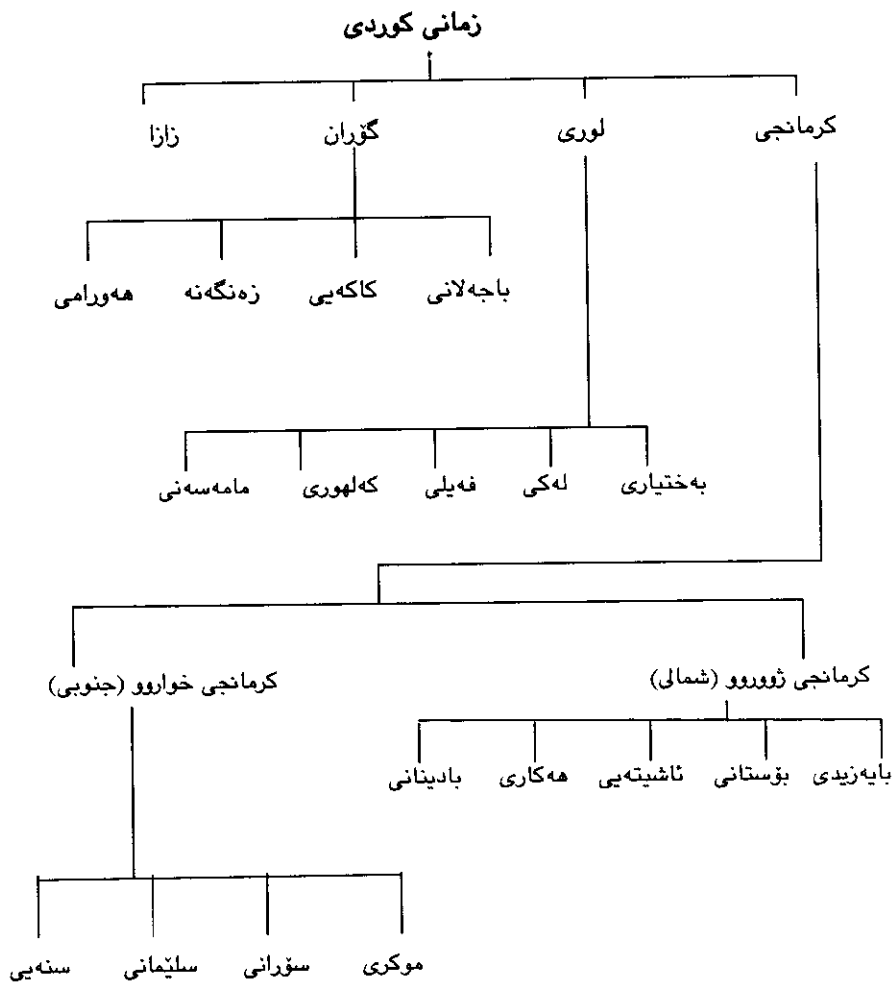 زمانی کوردی
کرمانجی لوری گۆران زازا
باجەلانی کاکەیی زەنگەنە هەورامی
بەختیاری لەکی فەیلی کەلهوری مامەسەنی
کرمانجی ژووروو (شمالی) کرمانجی خواروو (جنوبی)
بایەزیدی بۆستانی ئاشیتەیی هەکاری بادینانی
موکری سۆرانی سلێمانی سنەیی